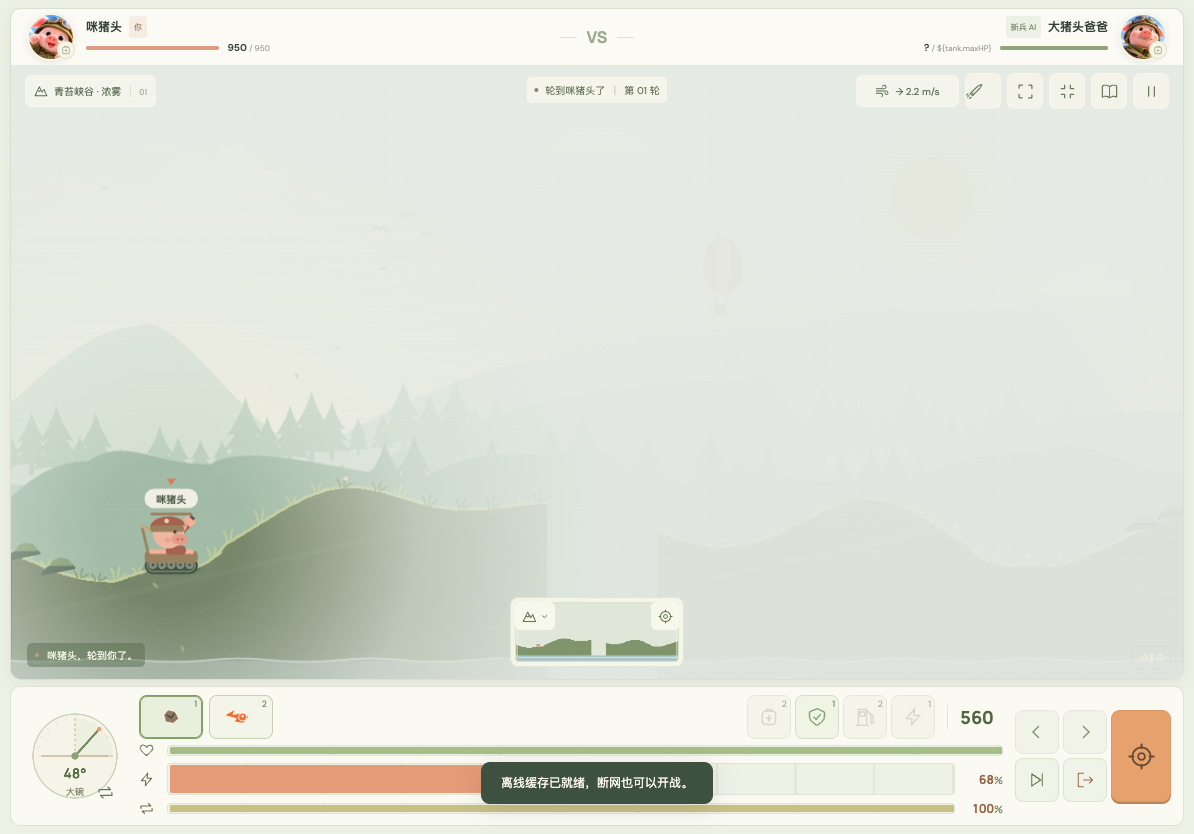 咪猪头 你
950 / 950
VS
新兵 AI 大猪头爸爸
? / ${tank.maxHP}
青苔峡谷 · 浓雾 01
轮到咪猪头了 第 01 轮
→ 2.2 m/s
咪猪头
咪猪头，轮到你了。
v1.5.0
1
2
2
1
2
1
560
48°
大碗
68%
离线缓存已就绪，断网也可以开战。
100%